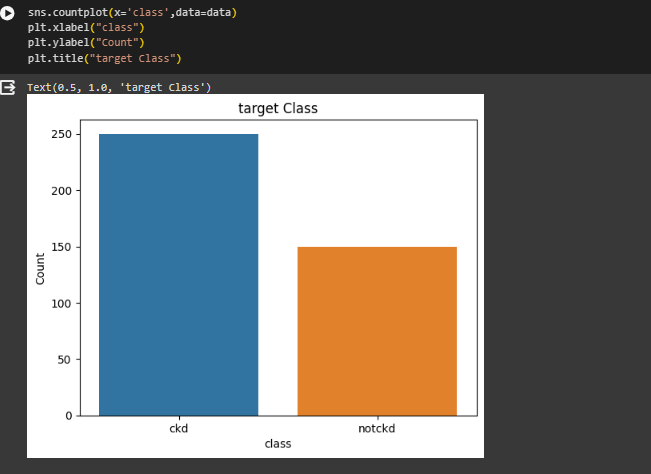 sns.countplot(x='class',data=data)
plt.xlabel("class")
plt.ylabel("Count")
plt.title("target Class")
Text(0.5, 1.0, 'target Class')
target Class
250
200
150
100
50
0
Count
ckd
notckd
class